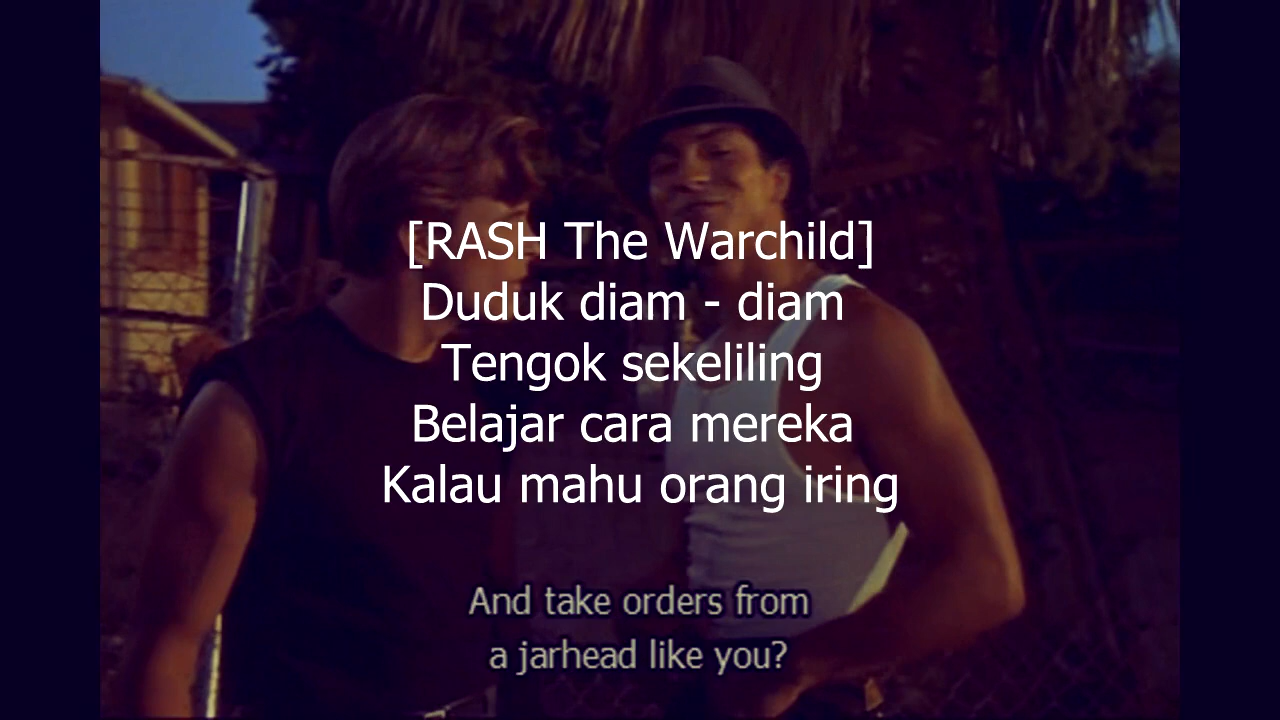 [RASH The Warchild]
Duduk diam - diam
Tengok sekeliling
Belajar cara mereka
Kalau mahu orang iring
And take orders from
a jarhead like you?